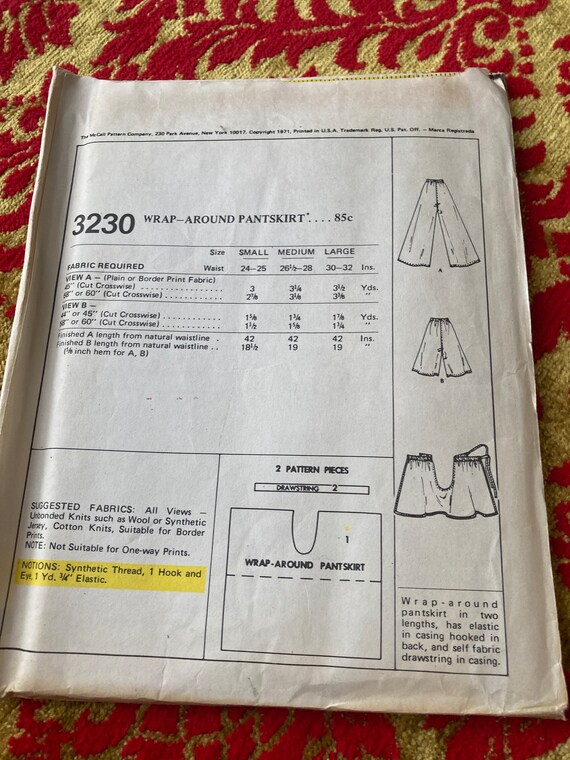 The McCall Pattern Company, 230 Park Avenue, New York 10017. Copyright 1971, Printed in U.S.A. Trademark Reg. U.S. Pat. Off. — Marca Registrada
3230 WRAP-AROUND PANTSKIRT* .... 85c
Size SMALL MEDIUM LARGE
FABRIC REQUIRED Waist 24–25 26½–28 30–32 Ins.
VIEW A – (Plain or Border Print Fabric)
45" (Cut Crosswise) .................... 3 3¼ 3½ Yds.
58" or 60" (Cut Crosswise) ........... 2⅞ 3⅛ 3⅜ "
VIEW B –
44" or 45" (Cut Crosswise) ........... 1⅝ 1¾ 1⅞ Yds.
58" or 60" (Cut Crosswise) ........... 1½ 1⅝ 1¾ "
Finished A length from natural waistline . 42 42 42 Ins.
Finished B length from natural waistline .. 18½ 19 19 "
(⅝ inch hem for A, B)
A
B
2 PATTERN PIECES
DRAWSTRING 2
1
WRAP-AROUND PANTSKIRT
SUGGESTED FABRICS: All Views –
Unbonded Knits such as Wool or Synthetic
Jersey, Cotton Knits, Suitable for Border
Prints.
NOTE: Not Suitable for One-way Prints.
NOTIONS: Synthetic Thread, 1 Hook and
Eye, 1 Yd. ¾" Elastic.
Wrap-around
pantskirt in two
lengths, has elastic
in casing hooked in
back, and self fabric
drawstring in casing.